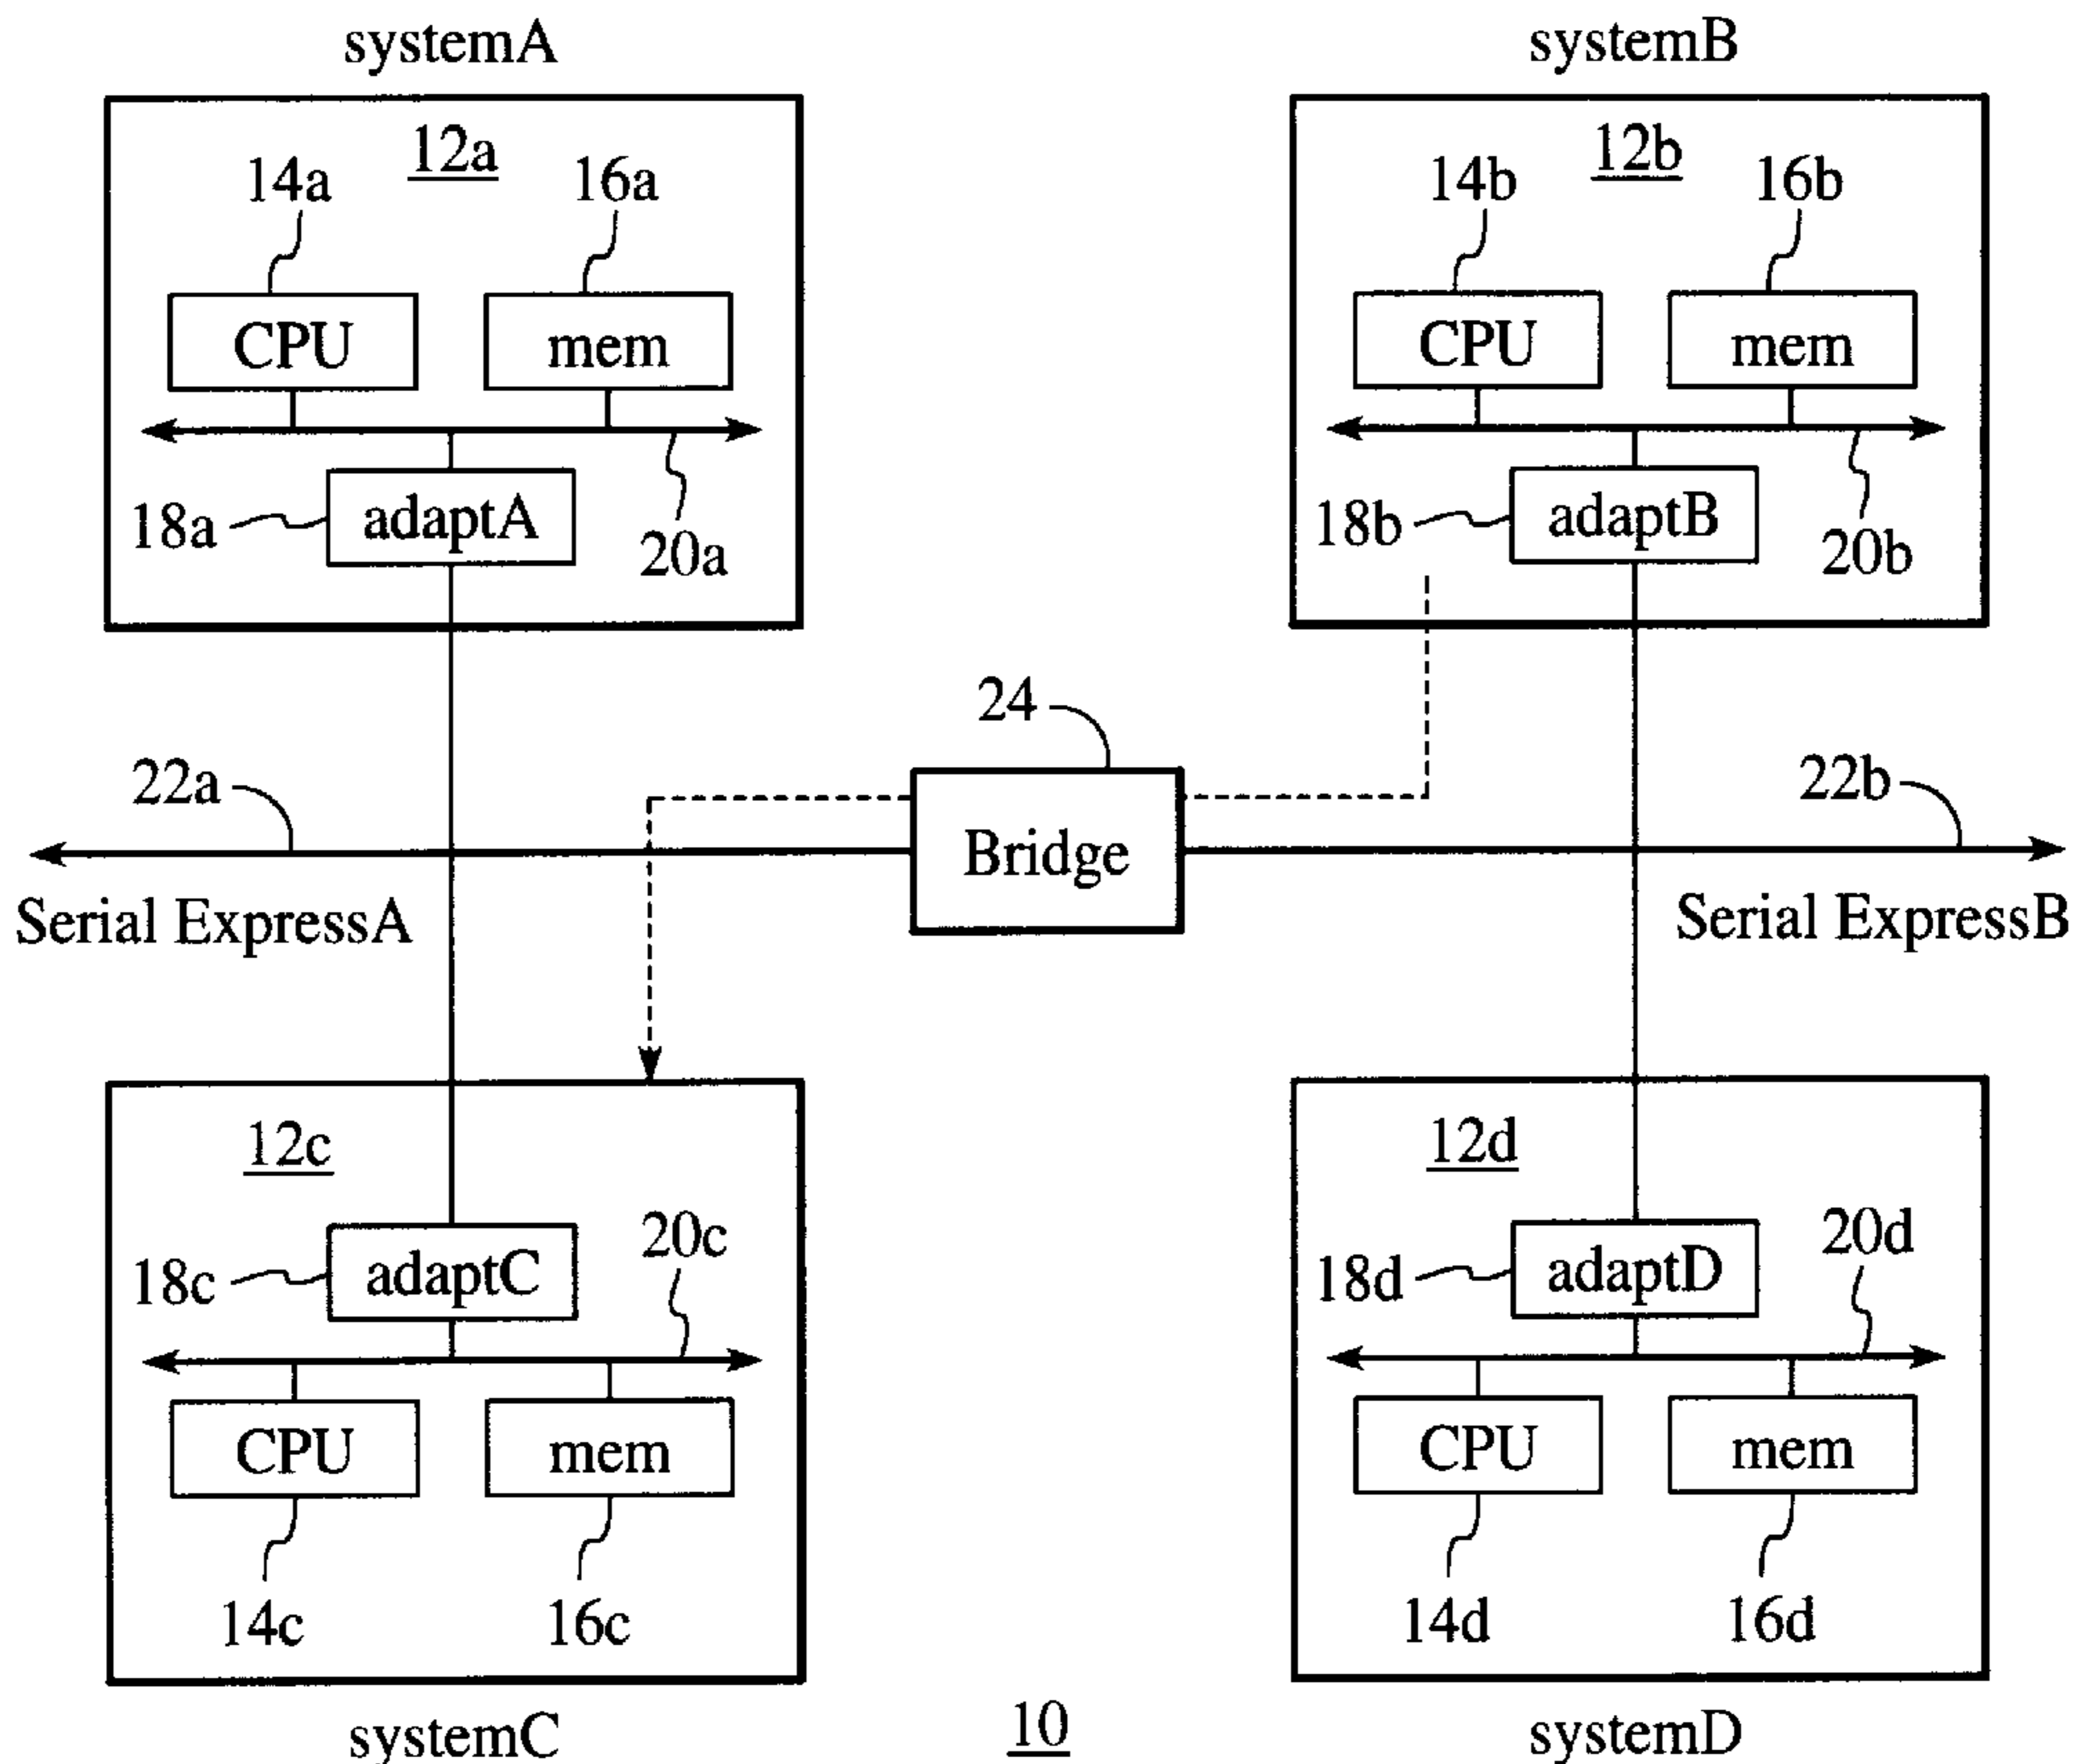 systemA
systemB
12a
14a
16a
CPU
mem
18a
adaptA
20a
12b
14b
16b
CPU
mem
18b
adaptB
20b
24
22a
Bridge
22b
Serial ExpressA
Serial ExpressB
12c
20c
18c
adaptC
CPU
mem
14c
16c
12d
20d
18d
adaptD
CPU
mem
14d
16d
systemC
10
systemD